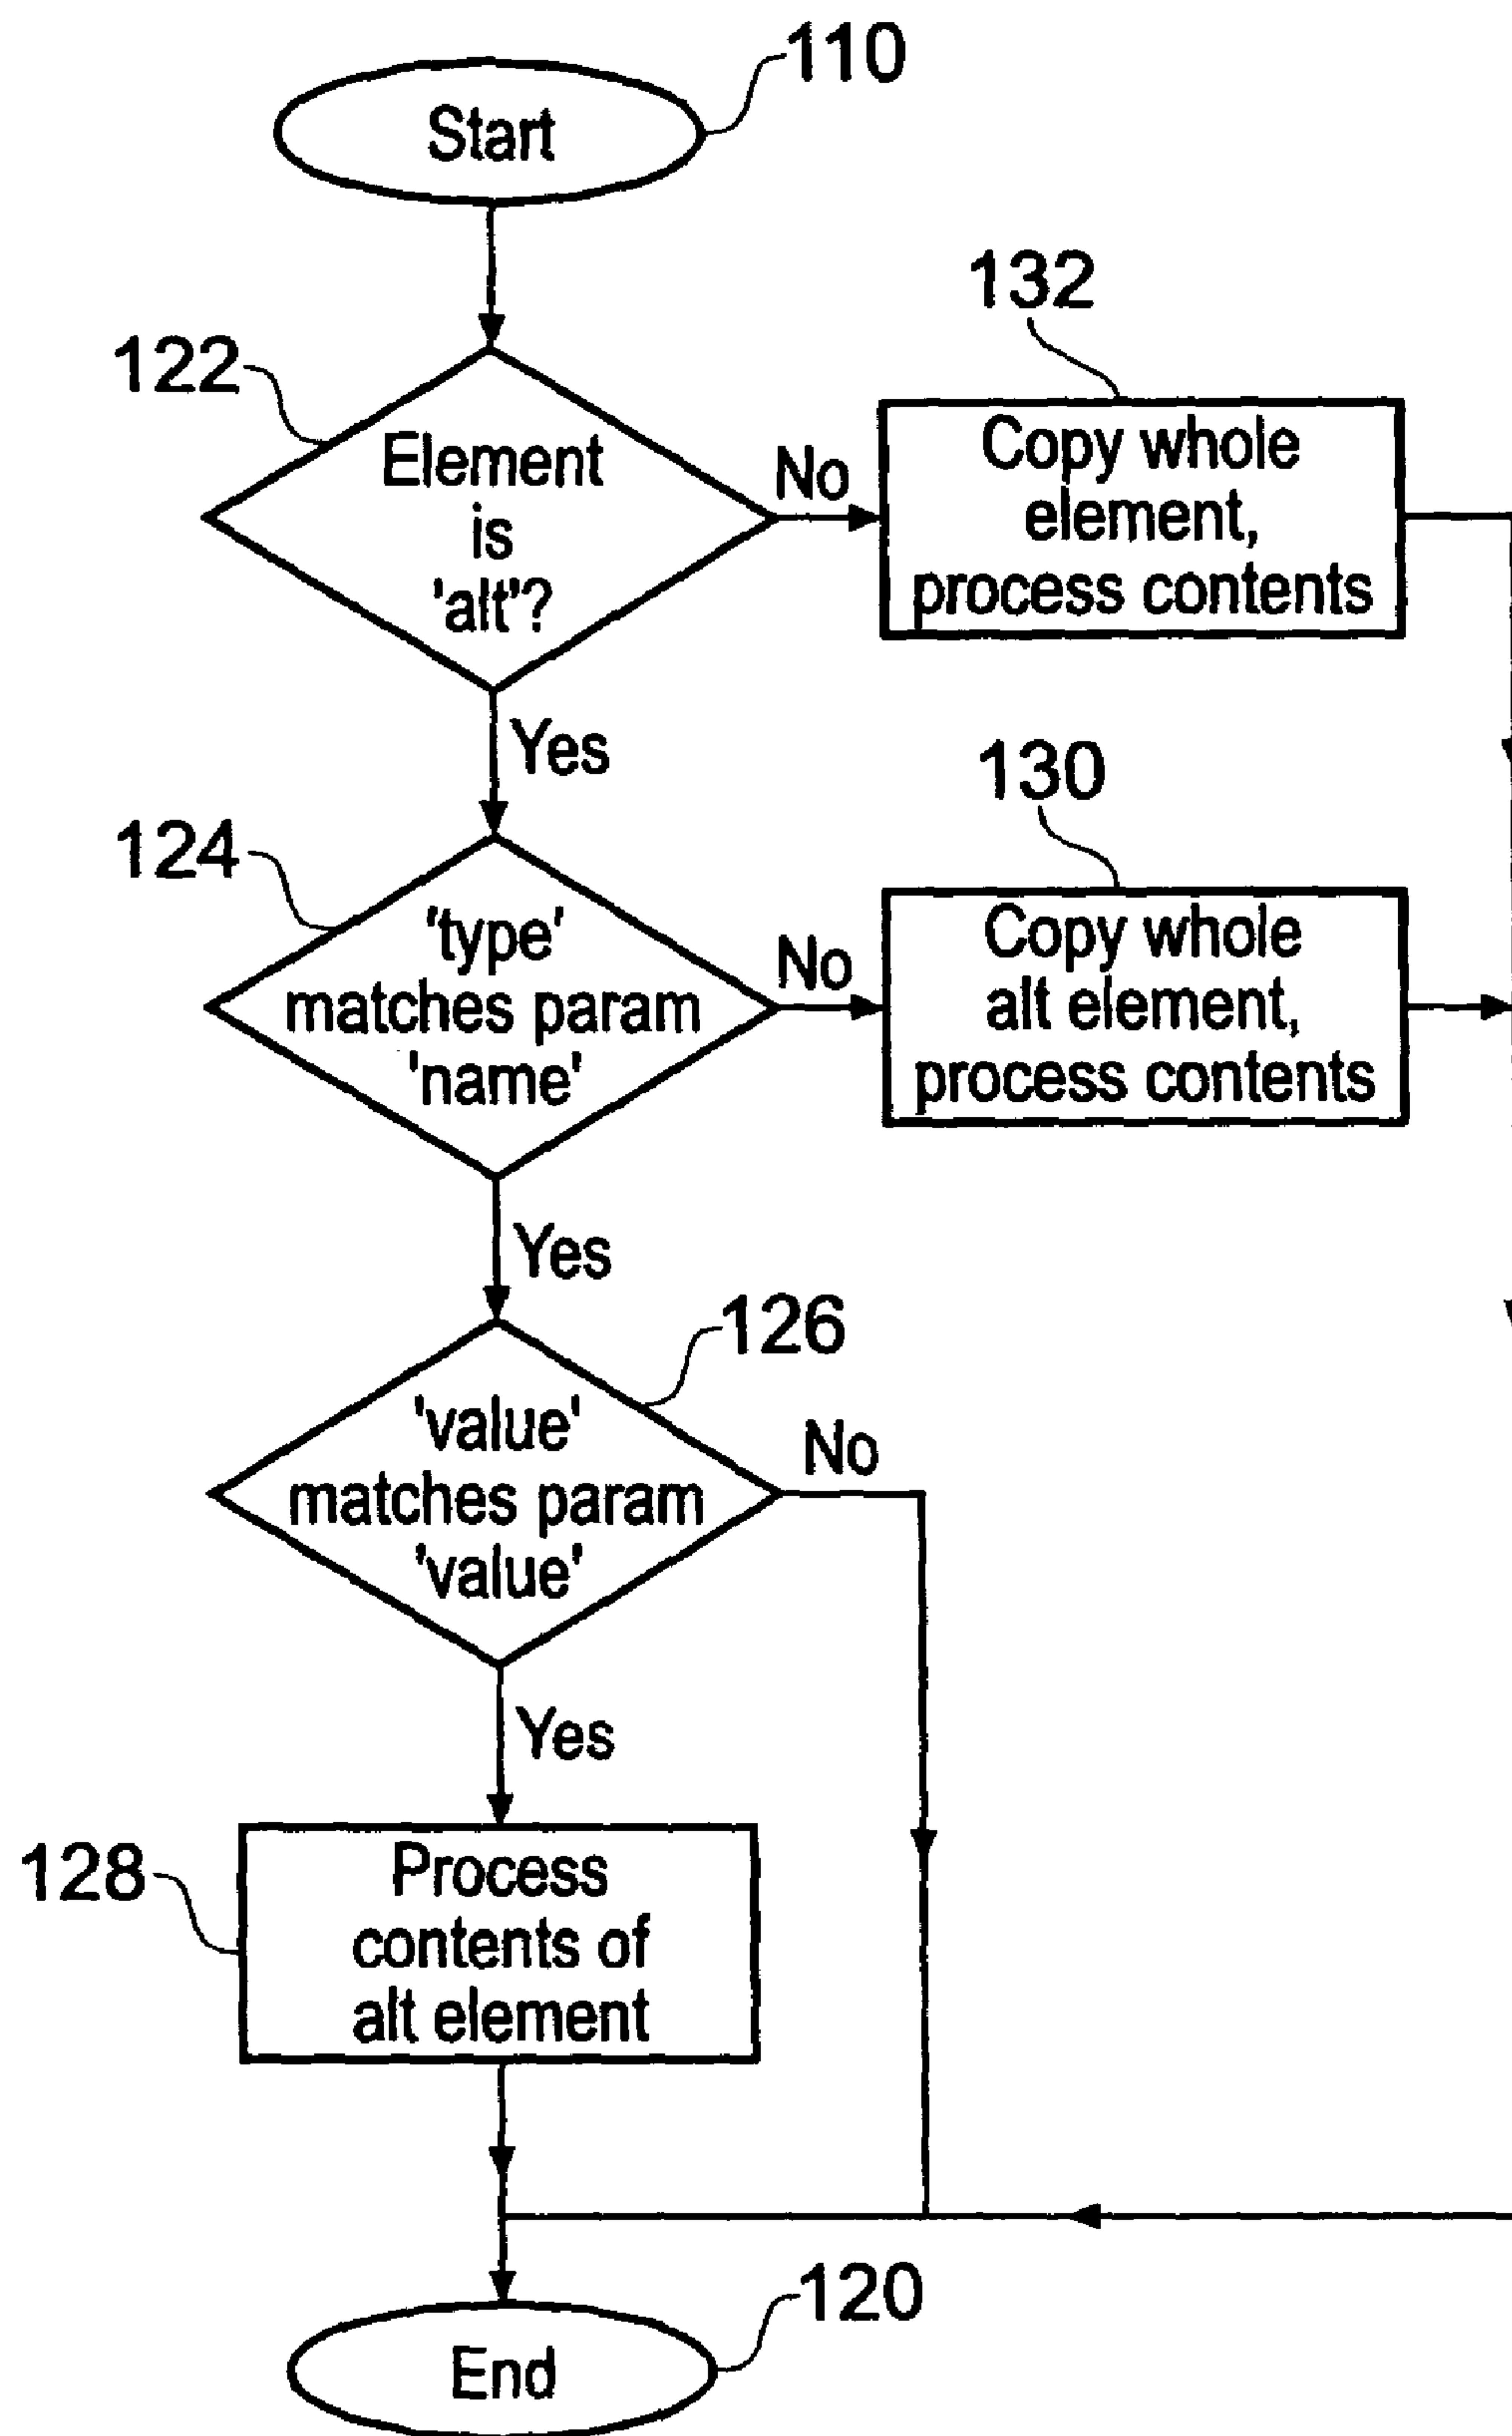 110
Start
132
122
Element
is
'alt'?
No
Copy whole
element,
process contents
Yes
130
124
'type'
matches param
'name'
No
Copy whole
alt element,
process contents
Yes
126
'value'
matches param
'value'
No
Yes
128
Process
contents of
alt element
120
End